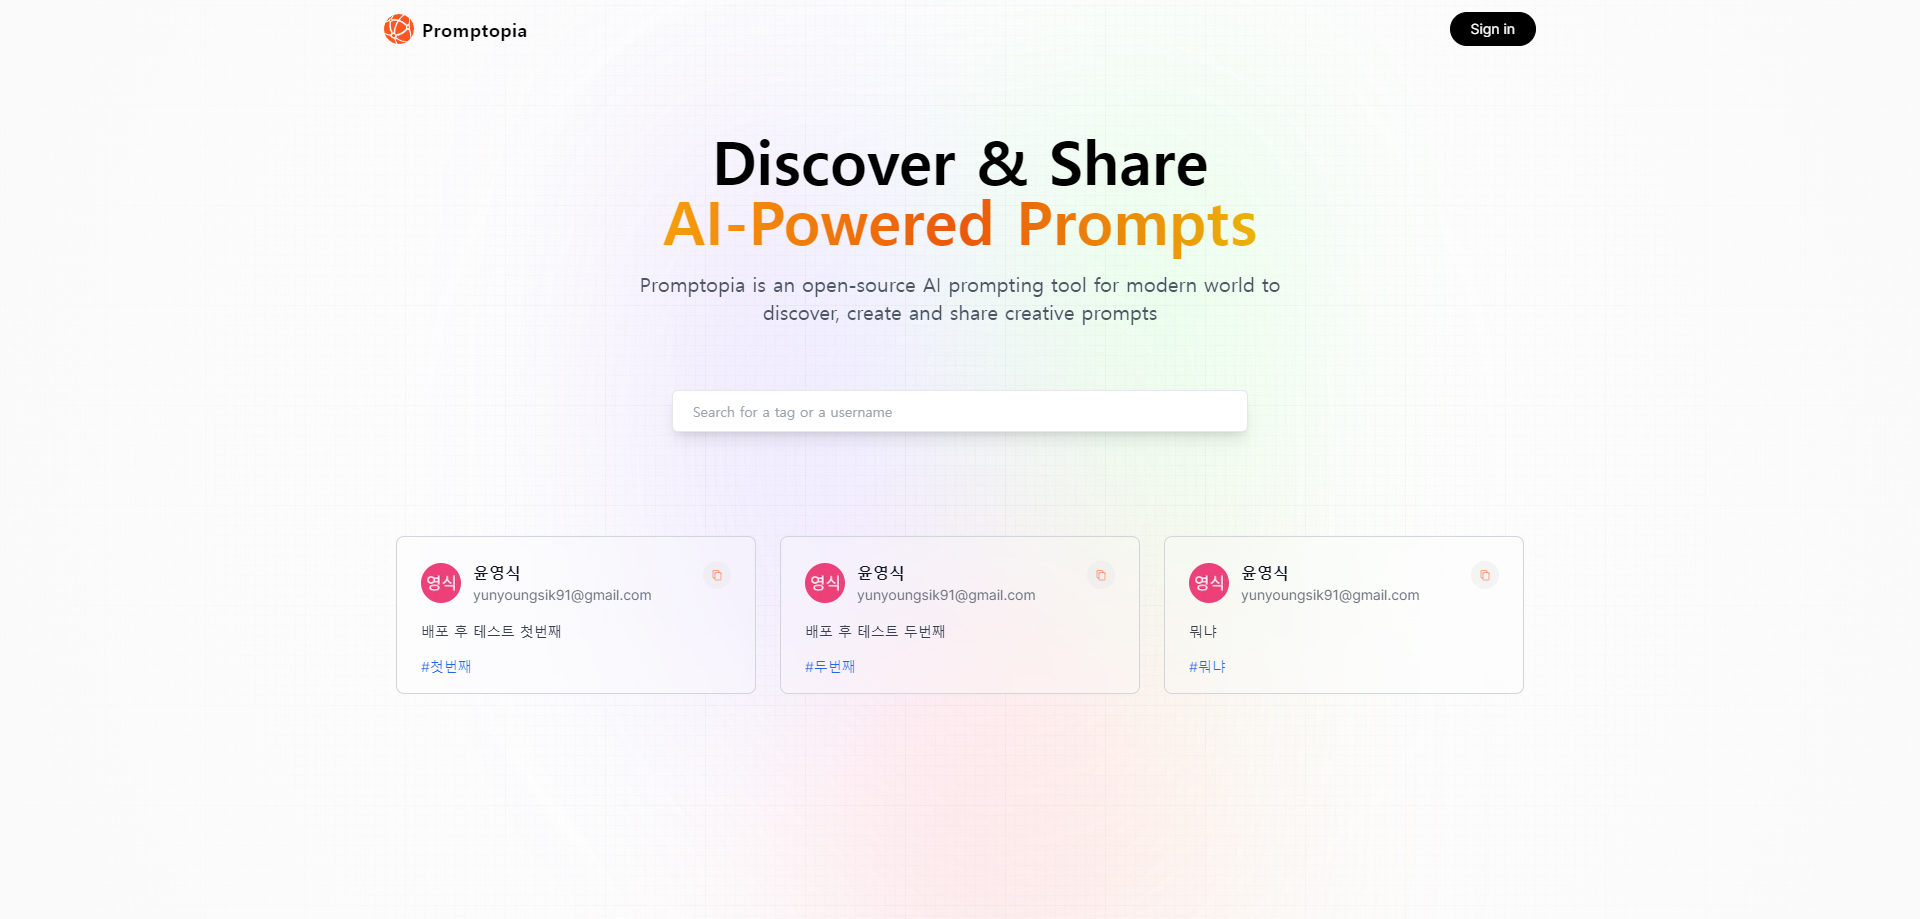 Promptopia
Sign in
Discover & Share
AI-Powered Prompts
Promptopia is an open-source AI prompting tool for modern world to
discover, create and share creative prompts
Search for a tag or a username
영식
윤영식
yunyoungsik91@gmail.com
배포 후 테스트 첫번째
#첫번째
영식
윤영식
yunyoungsik91@gmail.com
배포 후 테스트 두번째
#두번째
영식
윤영식
yunyoungsik91@gmail.com
뭐냐
#뭐냐